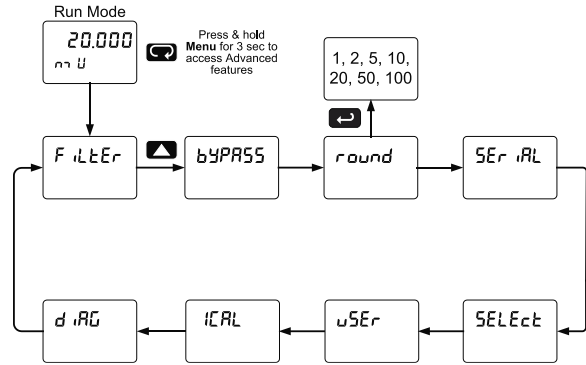 Run Mode
20.000
mV
Press & hold
Menu for 3 sec to
access Advanced
features
1, 2, 5, 10,
20, 50, 100
FiLtEr
bYPASS
round
SEriAL
diAG
ICAL
uSEr
SELEct